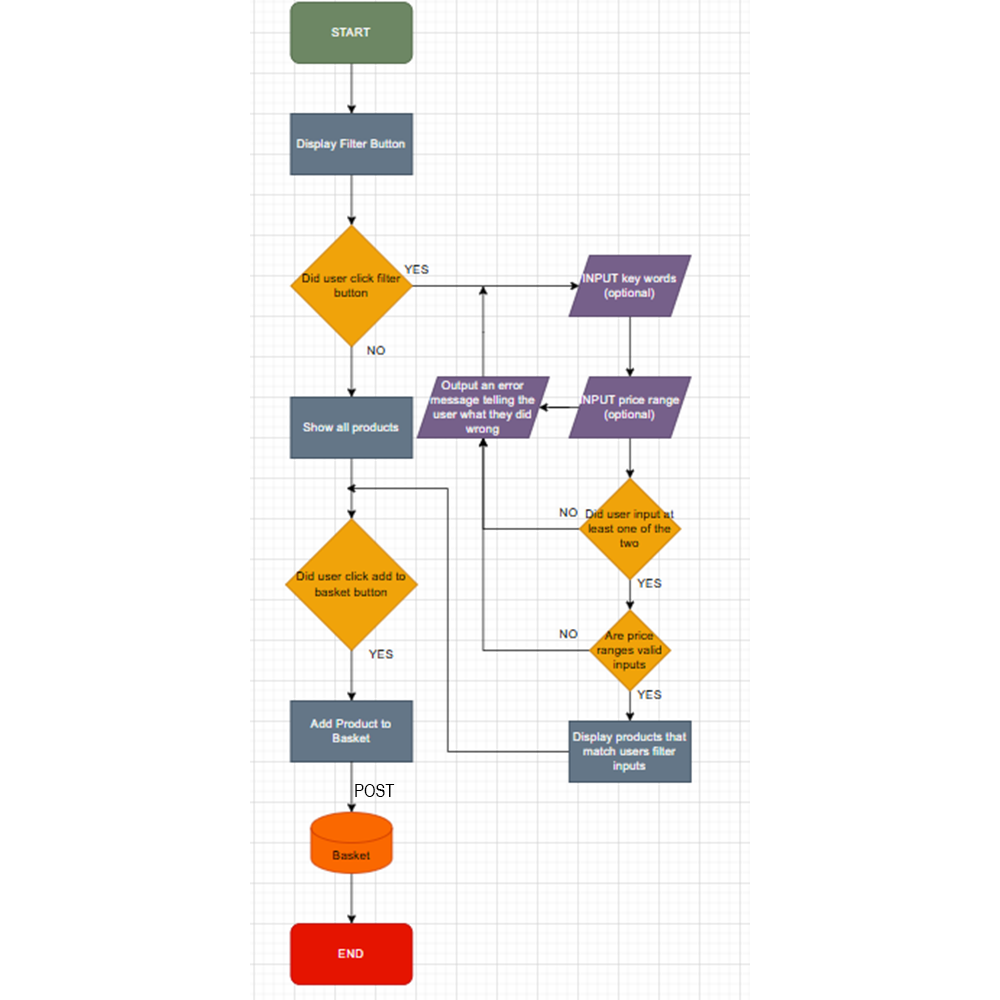 START
Display Filter Button
Did user click filter
button
YES
NO
INPUT key words
(optional)
INPUT price range
(optional)
Output an error
message telling the
user what they did
wrong
Show all products
NO
Did user input at
least one of the
two
YES
Did user click add to
basket button
YES
NO
Are price
ranges valid
inputs
YES
Add Product to
Basket
Display products that
match users filter
inputs
POST
Basket
END